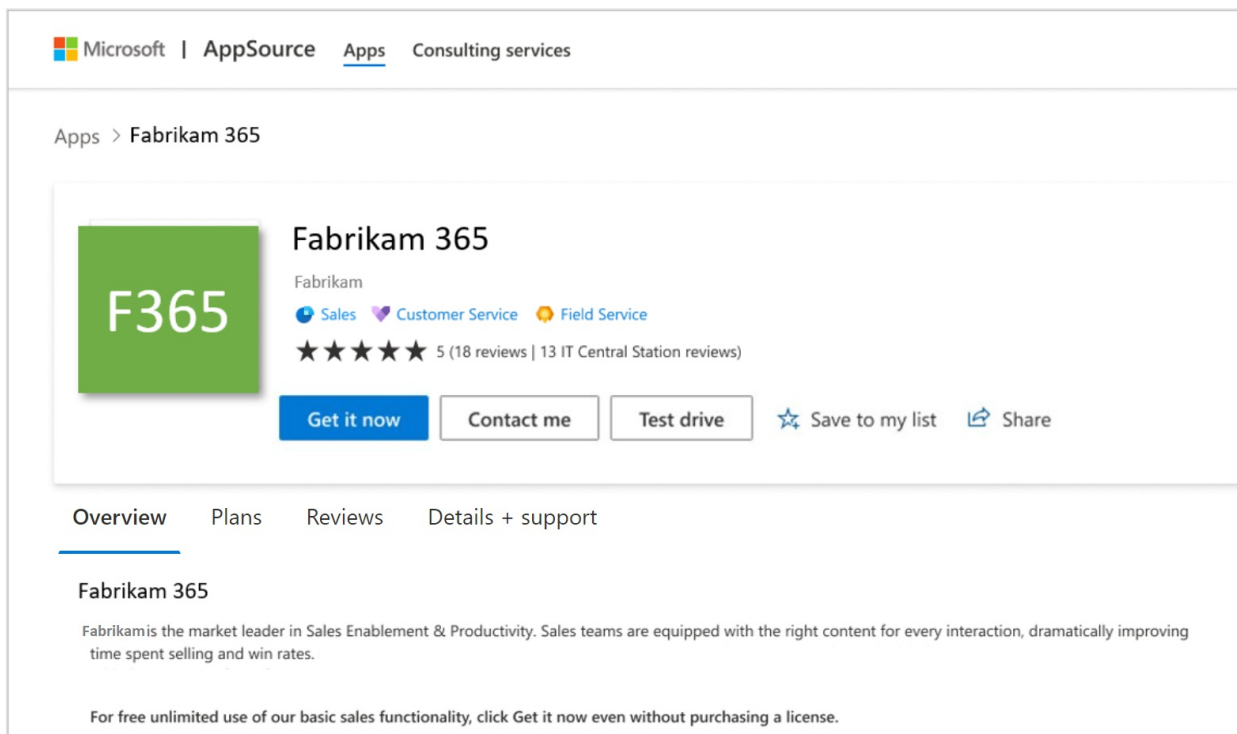 Microsoft | AppSource Apps Consulting services
Apps > Fabrikam 365
F365
Fabrikam 365
Fabrikam
Sales Customer Service Field Service
5 (18 reviews | 13 IT Central Station reviews)
Get it now Contact me Test drive Save to my list Share
Overview Plans Reviews Details + support
Fabrikam 365
Fabrikam is the market leader in Sales Enablement & Productivity. Sales teams are equipped with the right content for every interaction, dramatically improving
time spent selling and win rates.
For free unlimited use of our basic sales functionality, click Get it now even without purchasing a license.